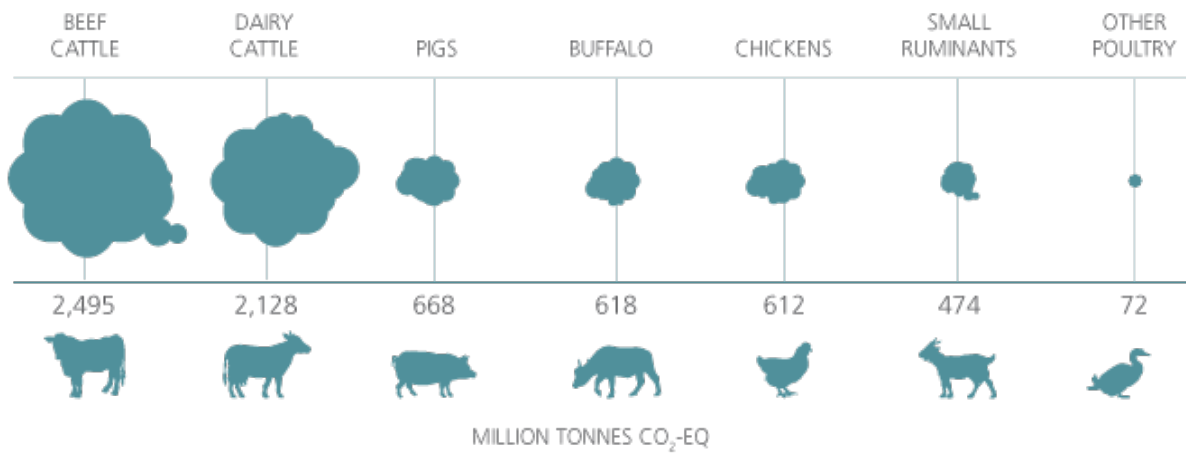 BEEF
CATTLE
DAIRY
CATTLE
PIGS
BUFFALO
CHICKENS
SMALL
RUMINANTS
OTHER
POULTRY
2,495
2,128
668
618
612
474
72
MILLION TONNES CO₂-EQ